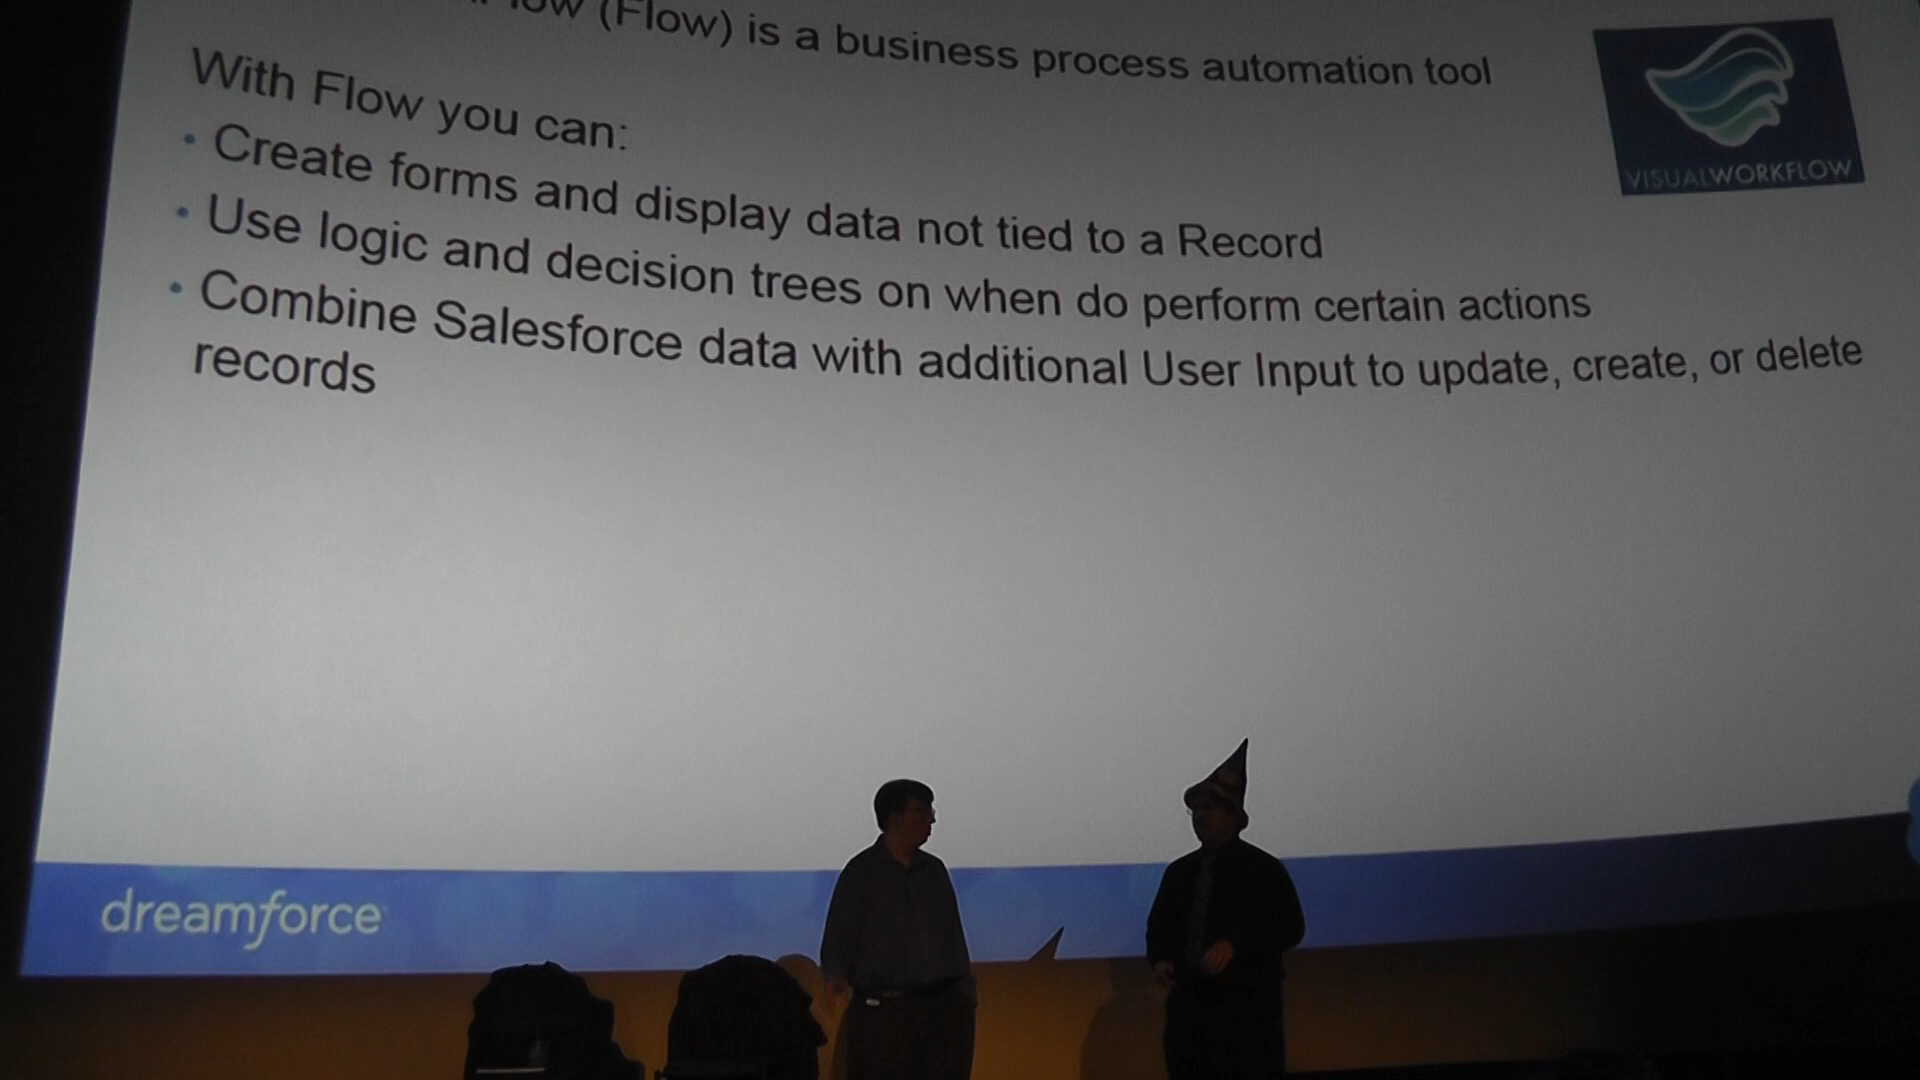 (Flow) is a business process automation tool
With Flow you can:
• Create forms and display data not tied to a Record
• Use logic and decision trees on when do perform certain actions
• Combine Salesforce data with additional User Input to update, create, or delete
records
VISUALWORKFLOW
dreamforce